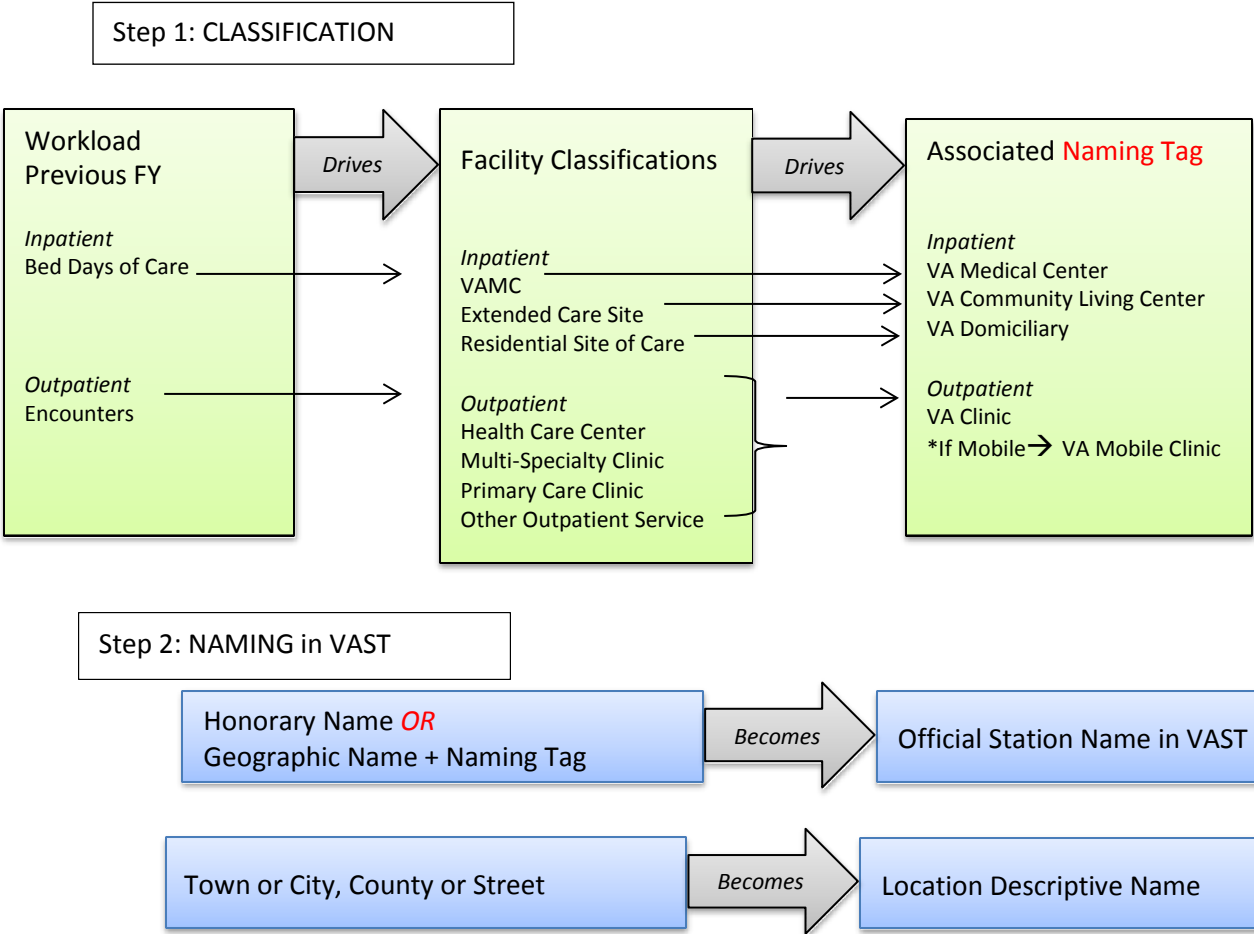 Step 1: CLASSIFICATION
Workload
Previous FY
Inpatient
Bed Days of Care
Outpatient
Encounters
Drives
Facility Classifications
Inpatient
VAMC
Extended Care Site
Residential Site of Care
Outpatient
Health Care Center
Multi-Specialty Clinic
Primary Care Clinic
Other Outpatient Service
Drives
Associated Naming Tag
Inpatient
VA Medical Center
VA Community Living Center
VA Domiciliary
Outpatient
VA Clinic
*If Mobile→ VA Mobile Clinic
Step 2: NAMING in VAST
Honorary Name OR
Geographic Name + Naming Tag
Becomes
Official Station Name in VAST
Town or City, County or Street
Becomes
Location Descriptive Name